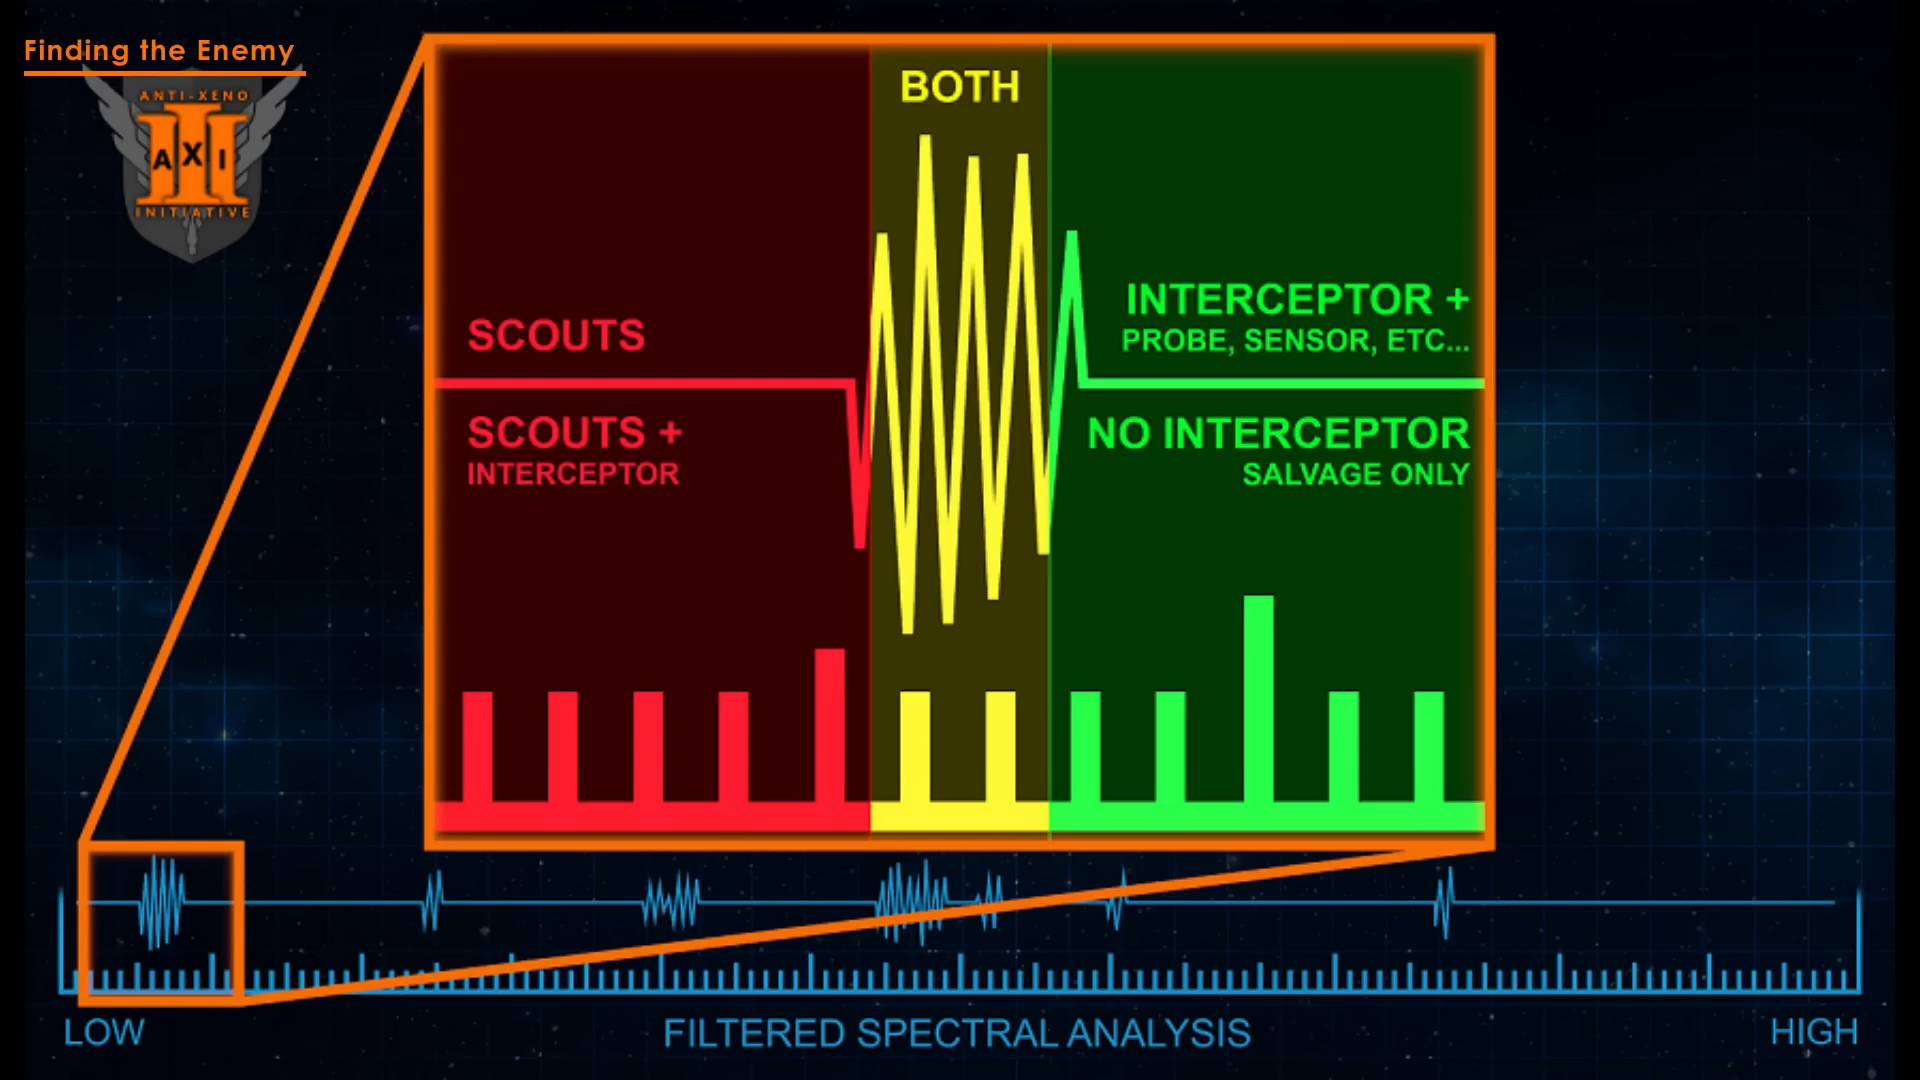 Finding the Enemy
ANTI-XENO
AXI
INITIATIVE
BOTH
SCOUTS
SCOUTS +
INTERCEPTOR
INTERCEPTOR +
PROBE, SENSOR, ETC...
NO INTERCEPTOR
SALVAGE ONLY
LOW
FILTERED SPECTRAL ANALYSIS
HIGH